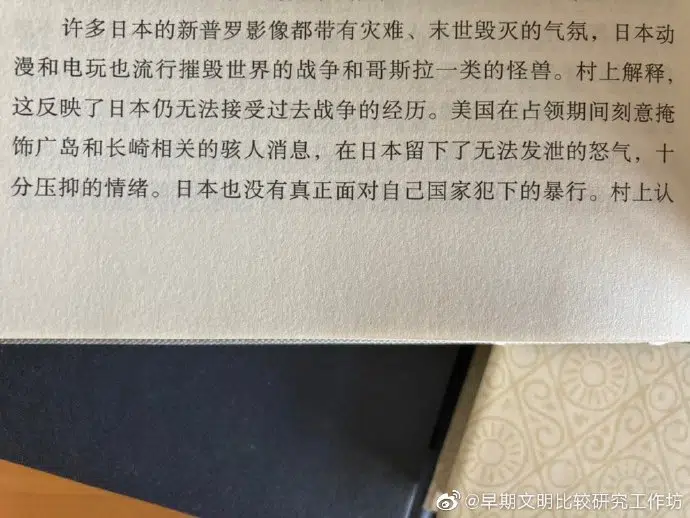 许多日本的新普罗影像都带有灾难、末世毁灭的气氛，日本动
漫和电玩也流行摧毁世界的战争和哥斯拉一类的怪兽。村上解释，
这反映了日本仍无法接受过去战争的经历。美国在占领期间刻意掩
饰广岛和长崎相关的骇人消息，在日本留下了无法发泄的怒气，十
分压抑的情绪。日本也没有真正面对自己国家犯下的暴行。村上认
@早期文明比较研究工作坊